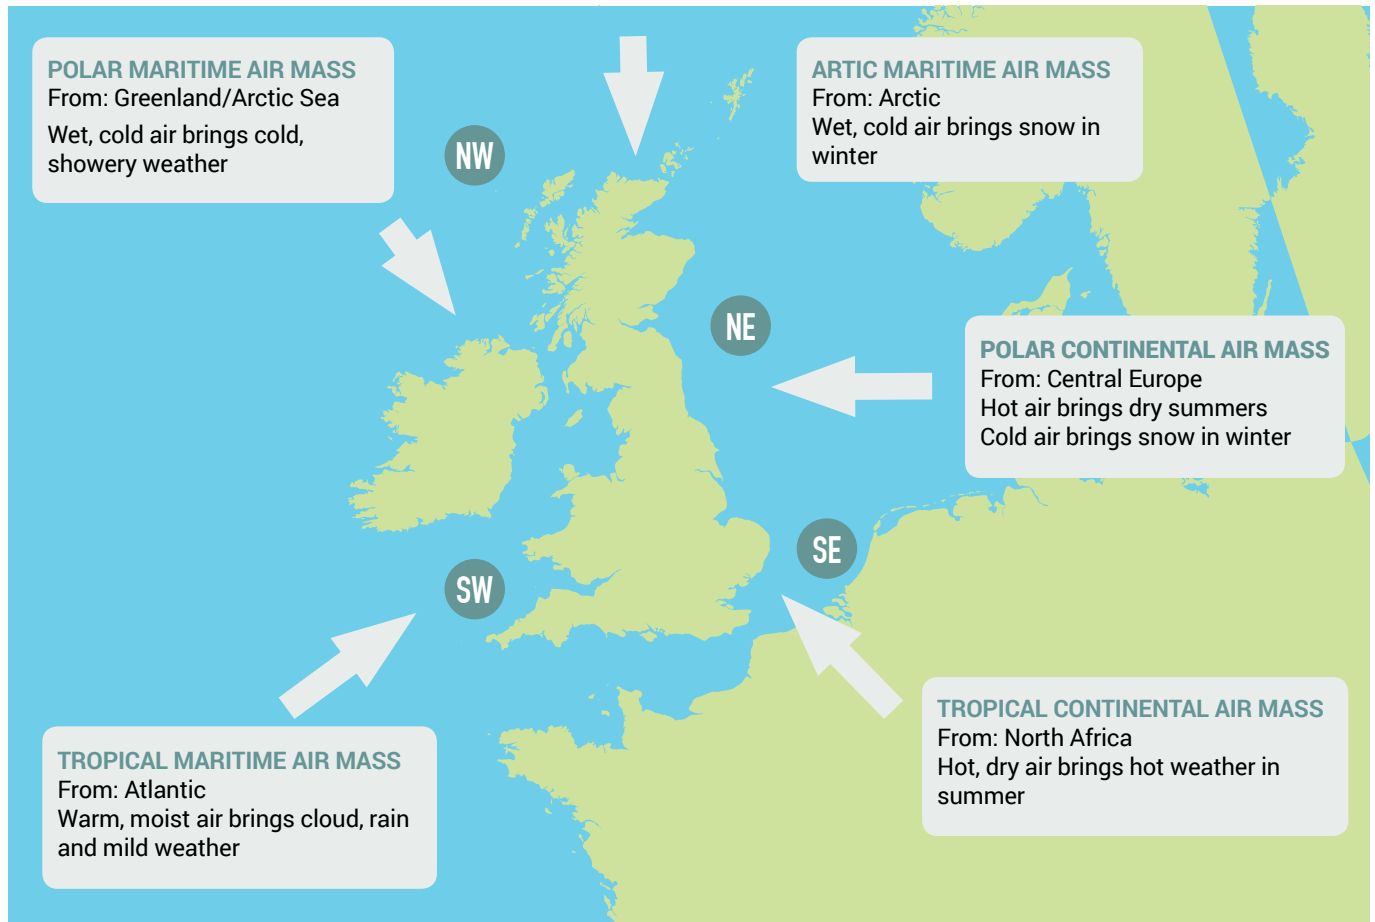 POLAR MARITIME AIR MASS
From: Greenland/Arctic Sea
Wet, cold air brings cold,
showery weather
NW
ARTIC MARITIME AIR MASS
From: Arctic
Wet, cold air brings snow in
winter
NE
POLAR CONTINENTAL AIR MASS
From: Central Europe
Hot air brings dry summers
Cold air brings snow in winter
SE
SW
TROPICAL CONTINENTAL AIR MASS
From: North Africa
Hot, dry air brings hot weather in
summer
TROPICAL MARITIME AIR MASS
From: Atlantic
Warm, moist air brings cloud, rain
and mild weather